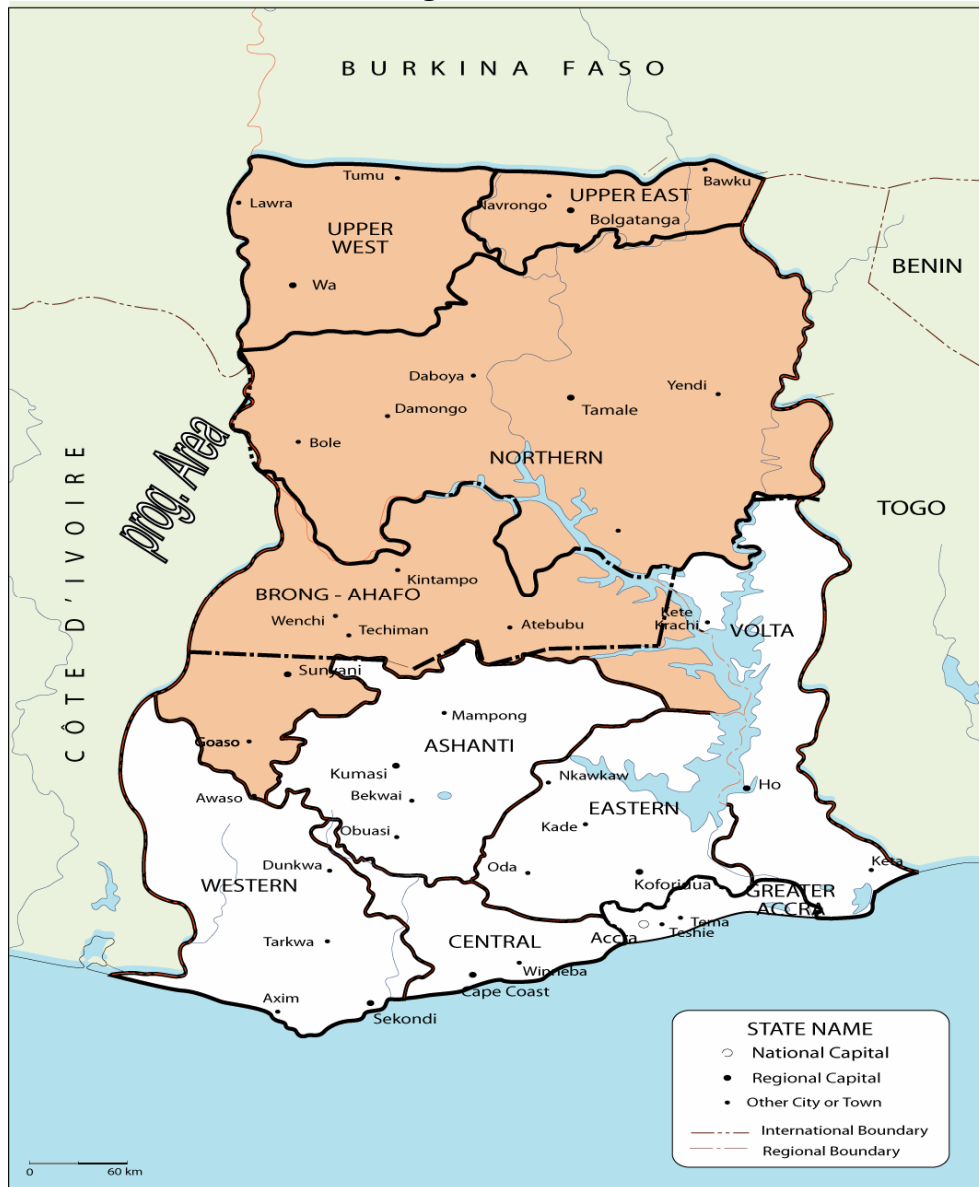 BURKINA FASO
Tumu
Bawku
UPPER EAST
Lawra
Navrongo
Bolgatanga
UPPER
WEST
BENIN
Wa
Daboya
Yendi
Damongo
Tamale
Bole
NORTHERN
prog. Area
CÔTE D'IVOIRE
TOGO
Kintampo
BRONG - AHAFO
Wenchi
Techiman
Atebubu
Kete
Krachi
VOLTA
Sunyani
Mampong
ASHANTI
Goaso
Kumasi
Nkawkaw
Ho
Awaso
Bekwai
EASTERN
Obuasi
Kade
Dunkwa
Oda
Keta
WESTERN
Koforidua
GREATER
ACCRA
Tarkwa
CENTRAL
Accra
Tema
Teshie
Winneba
Cape Coast
Axim
Sekondi
STATE NAME
National Capital
Regional Capital
Other City or Town
International Boundary
Regional Boundary
0 60 km